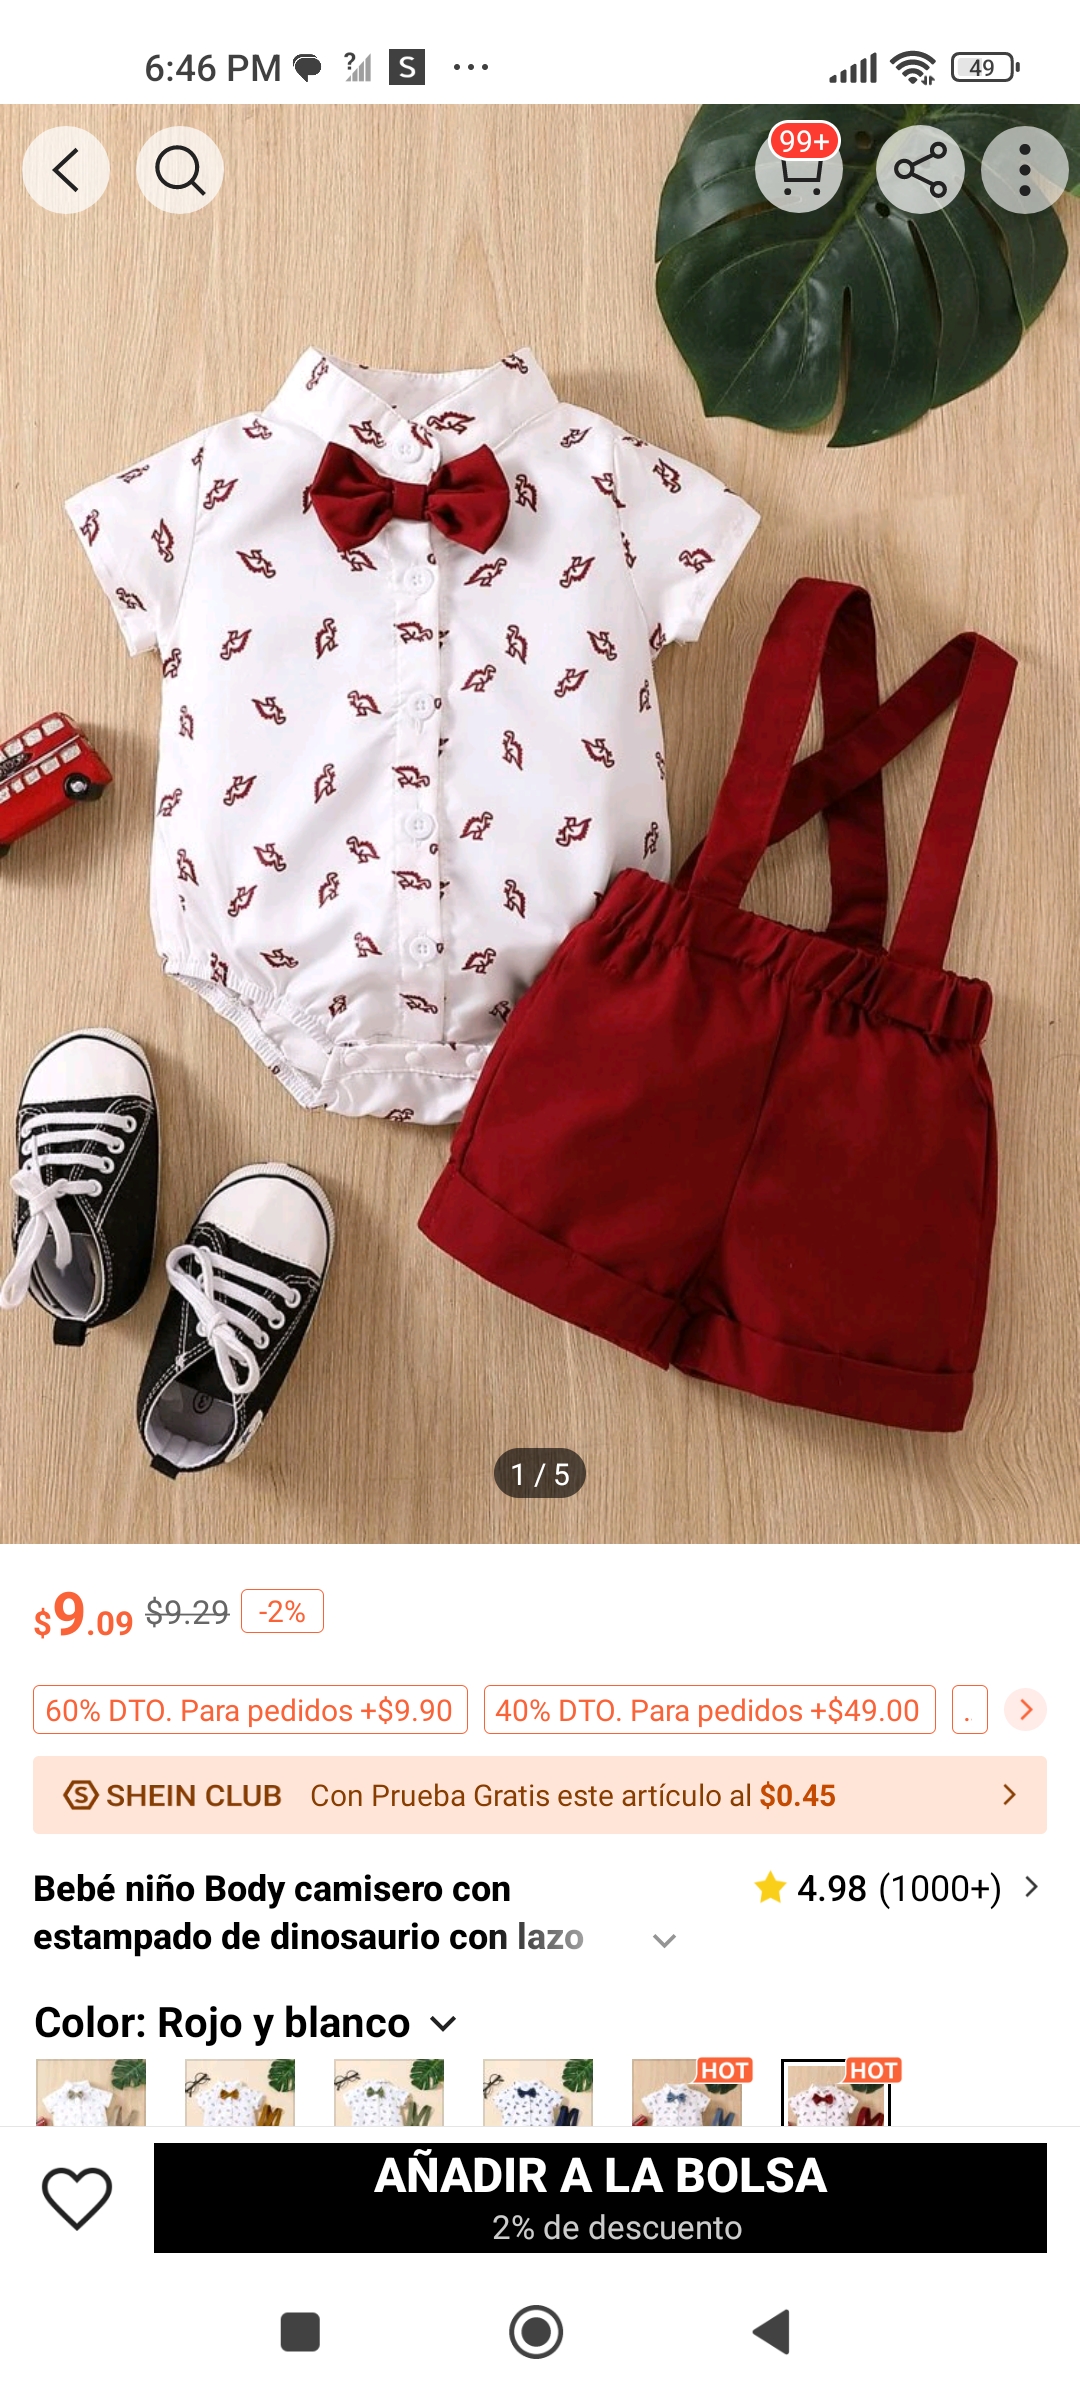 6:46 PM
49
99+
1 / 5
$9.09 $9.29 -2%
60% DTO. Para pedidos +$9.90 40% DTO. Para pedidos +$49.00 .
S SHEIN CLUB Con Prueba Gratis este artículo al $0.45
Bebé niño Body camisero con
estampado de dinosaurio con lazo
4.98 (1000+)
Color: Rojo y blanco
HOT HOT
AÑADIR A LA BOLSA
2% de descuento